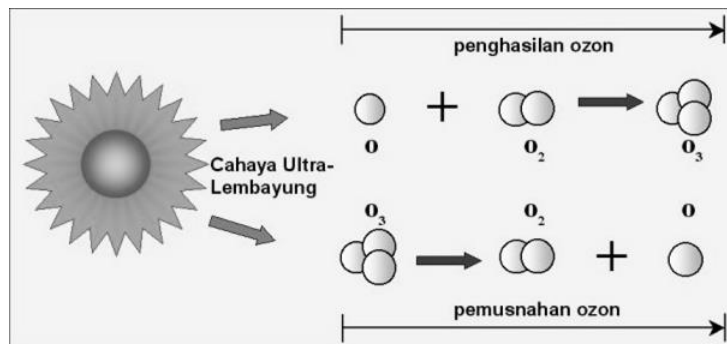 penghasilan ozon
+
O
O₂
O₃
Cahaya Ultra-
Lembayung
O₃
O₂
O
+
pemusnahan ozon